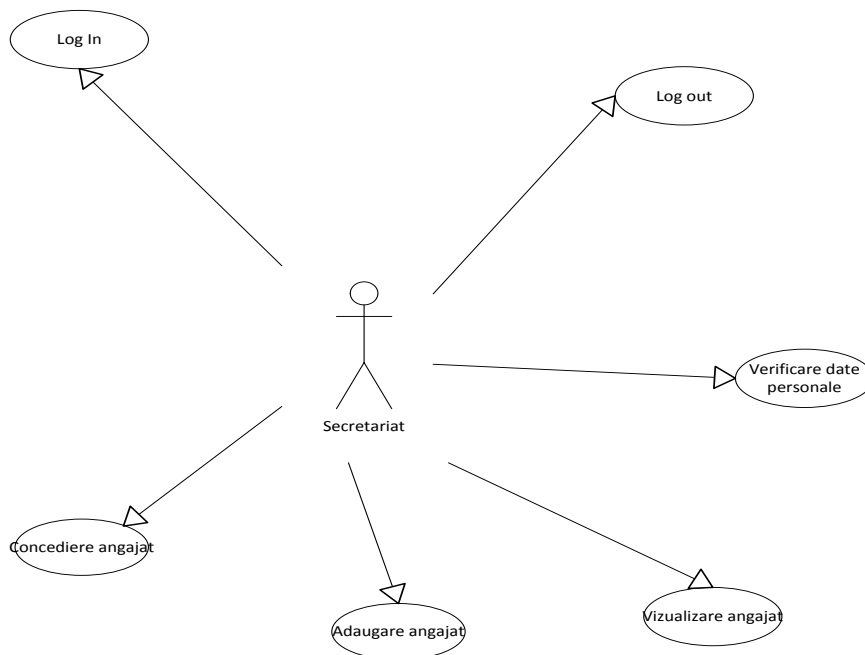 Log In
Log out
Verificare date
personale
Secretariat
Concediere angajat
Adaugare angajat
Vizualizare angajat